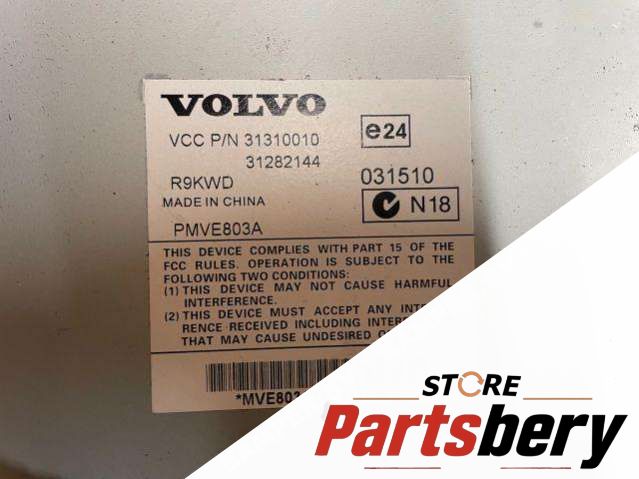 VOLVO
VCC P/N 31310010
31282144
e24
R9KWD
031510
MADE IN CHINA
N18
PMVE803A
THIS DEVICE COMPLIES WITH PART 15 OF THE
FCC RULES. OPERATION IS SUBJECT TO THE
FOLLOWING TWO CONDITIONS:
(1) THIS DEVICE MAY NOT CAUSE HARMFUL
INTERFERENCE.
(2) THIS DEVICE MUST ACCEPT ANY
RENCE RECEIVED INCLUDING
THAT MAY CAUSE UNDESIRED
*MVE803
STORE
Partsbery